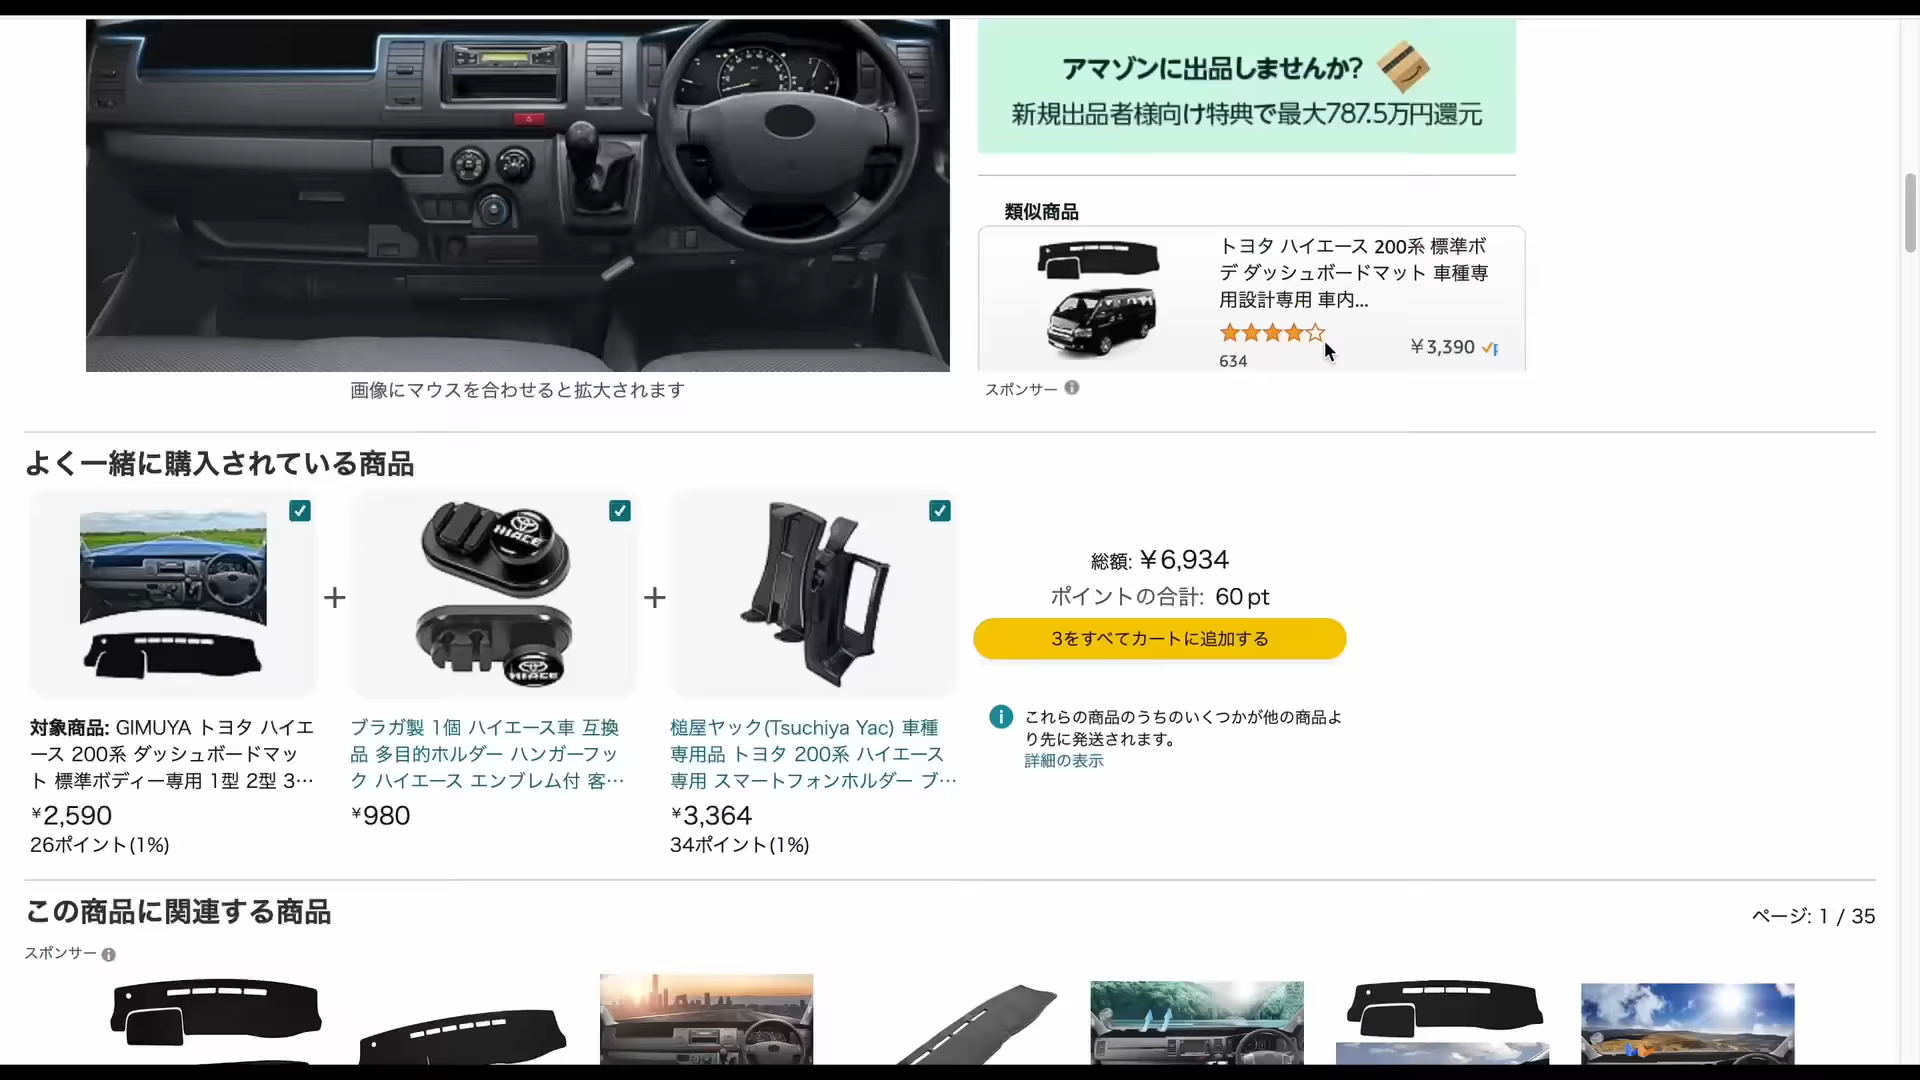 アマゾンに出品しませんか?
新規出品者様向け特典で最大787.5万円還元
類似商品
トヨタ ハイエース 200系 標準ボ
デ ダッシュボードマット 車種専
用設計専用 車内...
634
￥3,390
スポンサー
画像にマウスを合わせると拡大されます
よく一緒に購入されている商品
HIACE
HIACE
総額: ￥6,934
ポイントの合計: 60 pt
3をすべてカートに追加する
これらの商品のうちのいくつかが他の商品よ
り先に発送されます。
詳細の表示
対象商品: GIMUYA トヨタ ハイエ
ース 200系 ダッシュボードマッ
ト 標準ボディー専用 1型 2型 3…
￥2,590
26ポイント(1%)
ブラガ製 1個 ハイエース車 互換
品 多目的ホルダー ハンガーフッ
ク ハイエース エンブレム付 客…
￥980
槌屋ヤック(Tsuchiya Yac) 車種
専用品 トヨタ 200系 ハイエース
専用 スマートフォンホルダー ブ…
￥3,364
34ポイント(1%)
この商品に関連する商品
ページ: 1 / 35
スポンサー